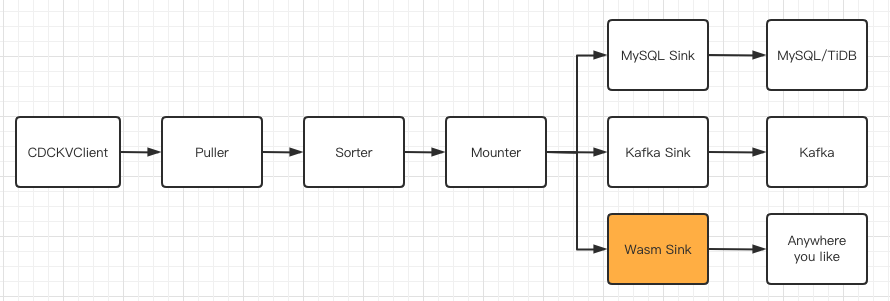 MySQL Sink
MySQL/TiDB
CDCKVClient
Puller
Sorter
Mounter
Kafka Sink
Kafka
Wasm Sink
Anywhere
you like